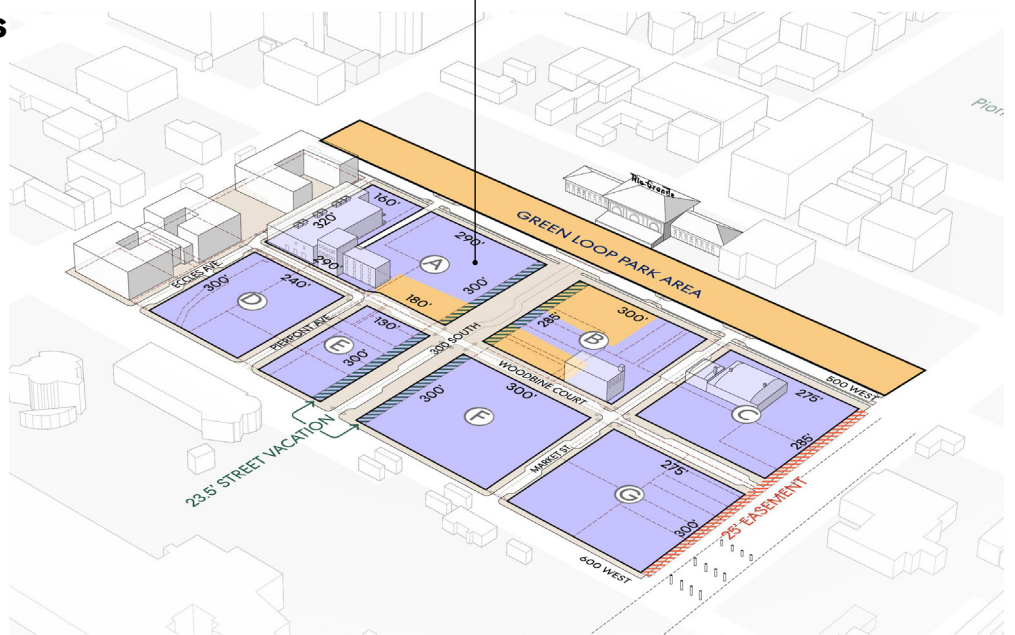 s
Pion
Rio Grande
GREEN LOOP PARK AREA
160'
320'
290'
A
290'
300'
180'
ECCLES AVE
300'
240'
D
PIERPONT AVE.
130'
E
300'
300 SOUTH
285'
300'
B
WOODBINE COURT
500 WEST
275'
C
285'
300'
300'
F
23.5' STREET VACATION
MARKET ST.
275'
G
300'
25' EASEMENT
600 WEST